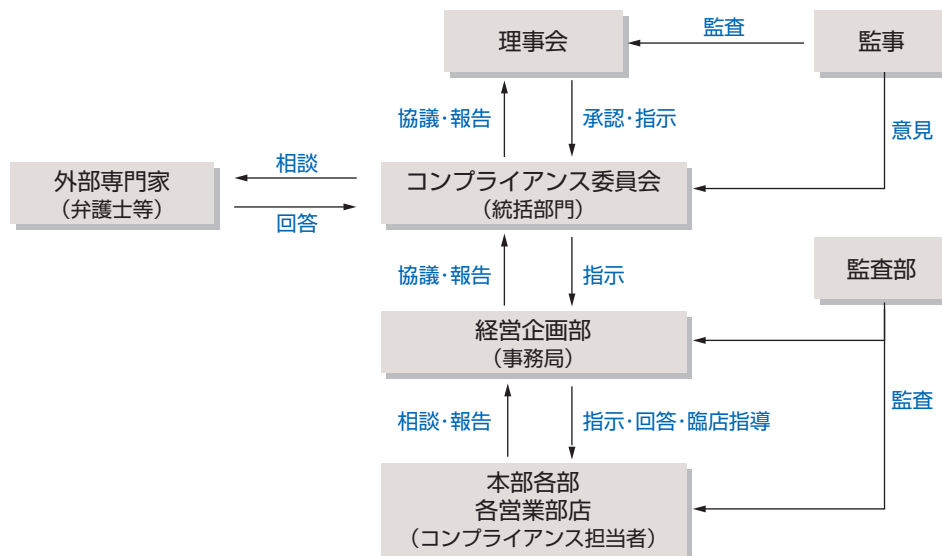 理事会
監査
監事
協議・報告
承認・指示
意見
外部専門家
（弁護士等）
相談
回答
コンプライアンス委員会
（統括部門）
協議・報告
指示
監査部
経営企画部
（事務局）
監査
相談・報告
指示・回答・臨店指導
本部各部
各営業部店
（コンプライアンス担当者）